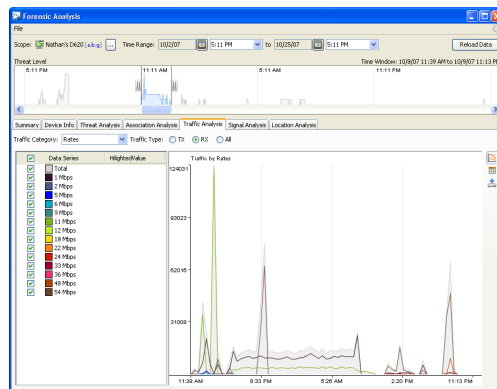 Forensic Analysis
File
Scope: Nathan's D620 [a,b,g] ... Time Range: 10/2/07 5:11 PM to 10/25/07 5:11 PM Reload Data
Threat Level Time Window: 10/8/07 11:39 AM to 10/9/07 11:13 PM
5:11 PM 11:11 AM 5:11 AM 11:11 PM
Summary Device Info Threat Analysis Association Analysis Traffic Analysis Signal Analysis Location Analysis
Traffic Category: Rates Traffic Type: TX RX All
Data Series HilightedValue
Total
1 Mbps
2 Mbps
5 Mbps
6 Mbps
9 Mbps
11 Mbps
12 Mbps
18 Mbps
22 Mbps
24 Mbps
33 Mbps
36 Mbps
48 Mbps
54 Mbps
Traffic by Rates
124031
93023
62016
31009
11:39 AM 8:33 PM 5:26 AM 2:20 PM 11:13 PM